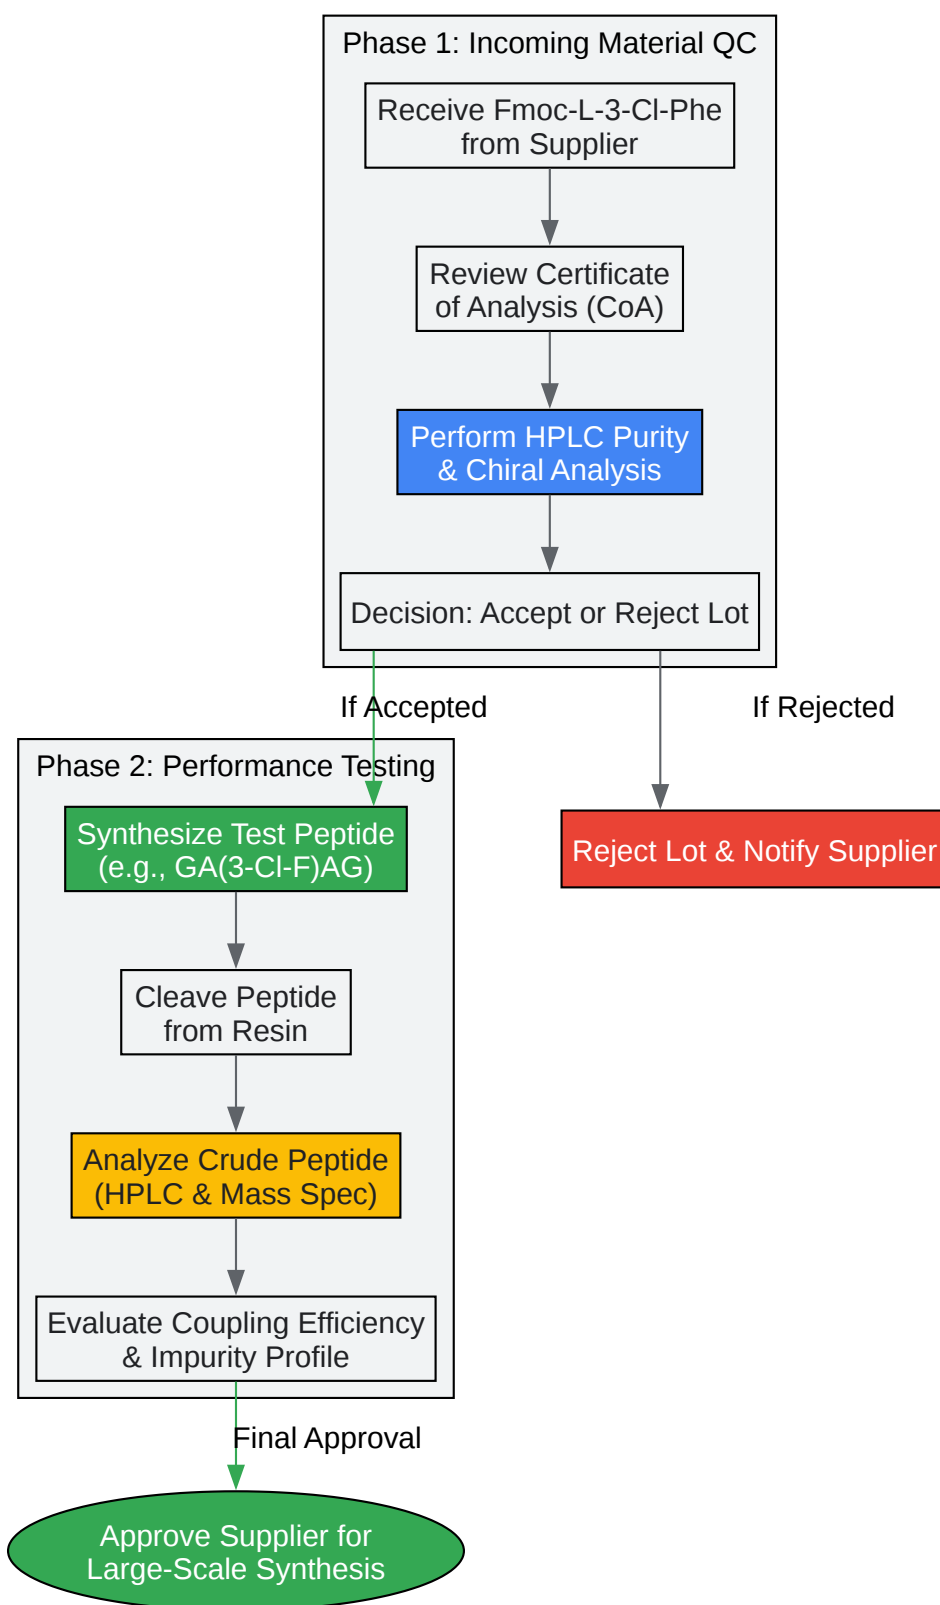 Phase 1: Incoming Material QC
Receive Fmoc-L-3-Cl-Phe
from Supplier
Review Certificate
of Analysis (CoA)
Perform HPLC Purity
& Chiral Analysis
Decision: Accept or Reject Lot
If Accepted
If Rejected
Phase 2: Performance Testing
Synthesize Test Peptide
(e.g., GA(3-Cl-F)AG)
Reject Lot & Notify Supplier
Cleave Peptide
from Resin
Analyze Crude Peptide
(HPLC & Mass Spec)
Evaluate Coupling Efficiency
& Impurity Profile
Final Approval
Approve Supplier for
Large-Scale Synthesis